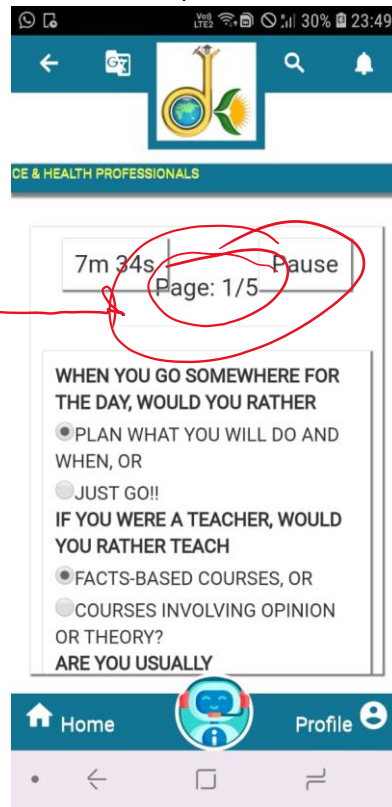 VoD LTE2 30% 23:49
CE & HEALTH PROFESSIONALS
7m 34s
Pause
Page: 1/5
WHEN YOU GO SOMEWHERE FOR
THE DAY, WOULD YOU RATHER
PLAN WHAT YOU WILL DO AND
WHEN, OR
JUST GO!!
IF YOU WERE A TEACHER, WOULD
YOU RATHER TEACH
FACTS-BASED COURSES, OR
COURSES INVOLVING OPINION
OR THEORY?
ARE YOU USUALLY
Home
Profile